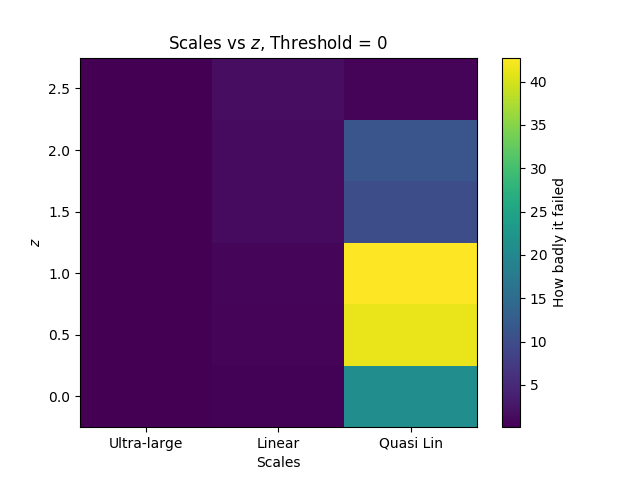 Scales vs z, Threshold = 0
2.5
2.0
1.5
1.0
0.5
0.0
z
Ultra-large
Linear
Quasi Lin
Scales
40
35
30
25
20
15
10
5
How badly it failed